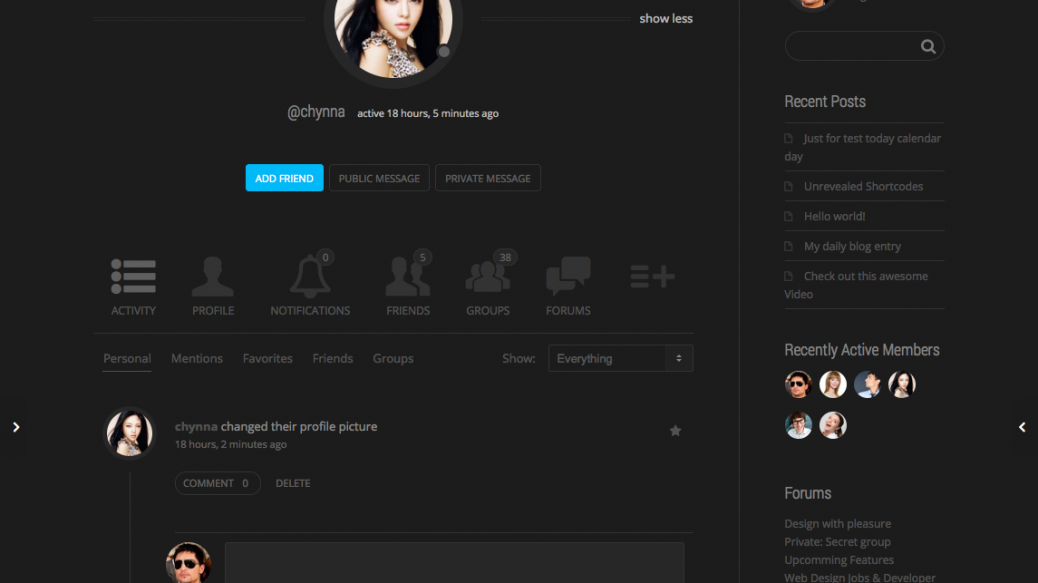 show less
@chynna active 18 hours, 5 minutes ago
ADD FRIEND PUBLIC MESSAGE PRIVATE MESSAGE
0 5 38
ACTIVITY PROFILE NOTIFICATIONS FRIENDS GROUPS FORUMS
Personal Mentions Favorites Friends Groups Show: Everything
chynna changed their profile picture
18 hours, 2 minutes ago
COMMENT 0 DELETE
Recent Posts
Just for test today calendar
day
Unrevealed Shortcodes
Hello world!
My daily blog entry
Check out this awesome
Video
Recently Active Members
Forums
Design with pleasure
Private: Secret group
Upcomming Features
Web Design Jobs & Developer